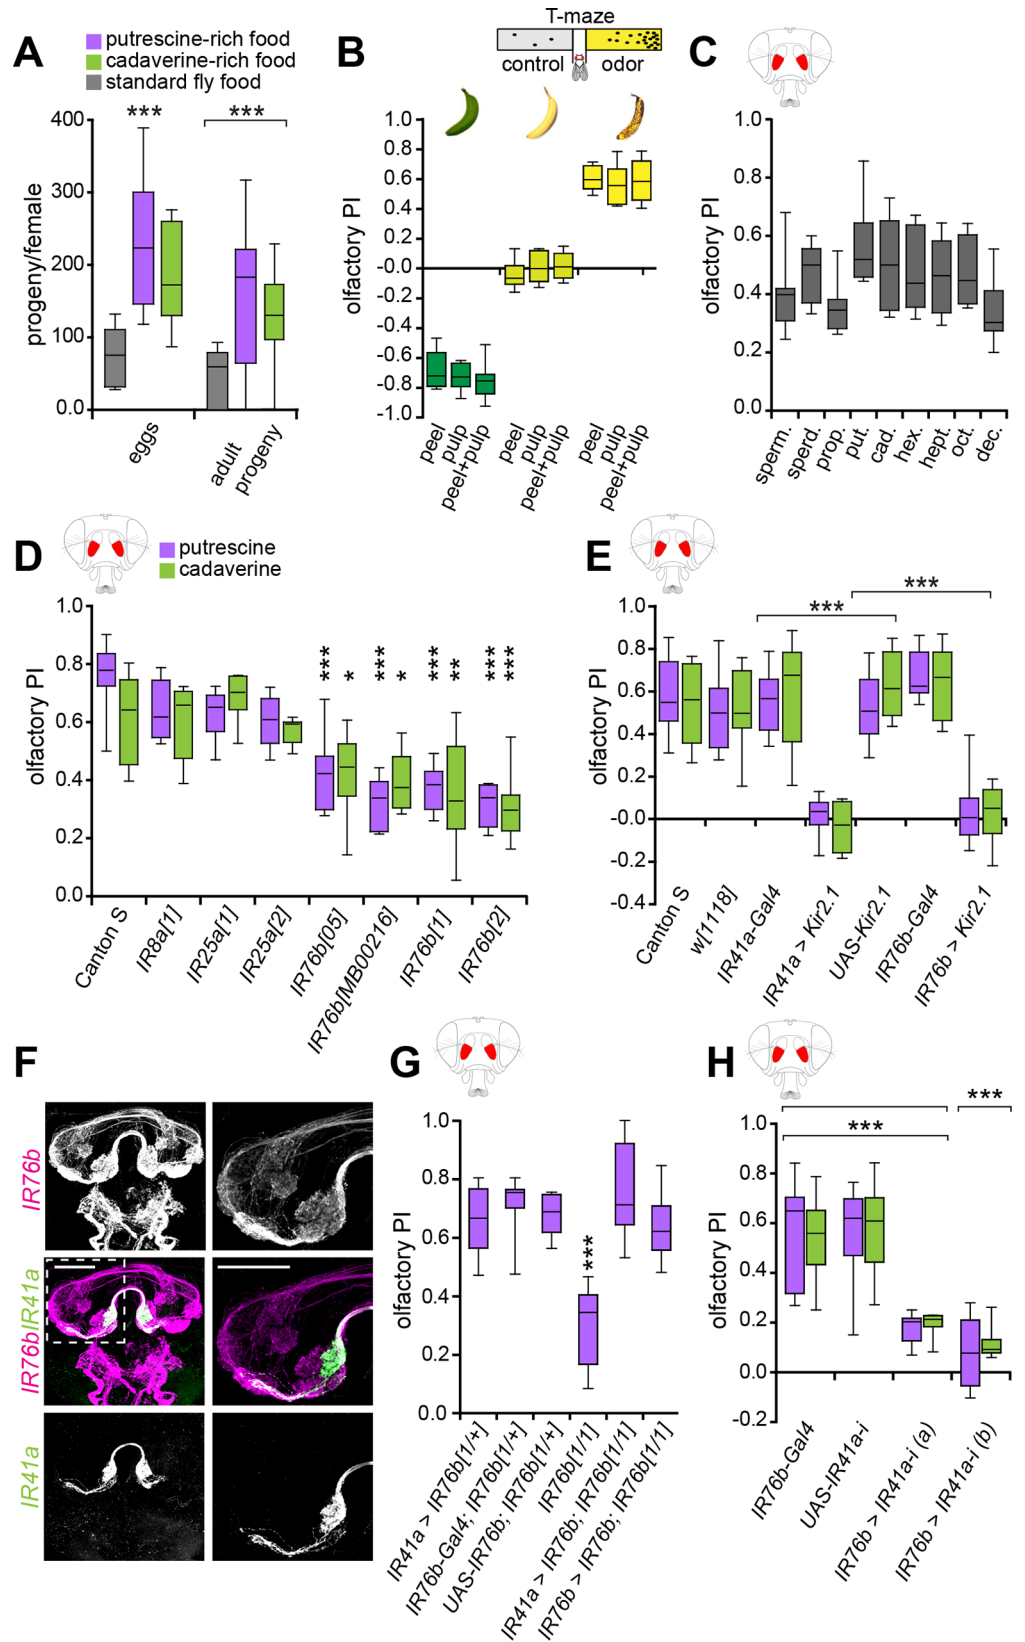 A
putrescine-rich food
cadaverine-rich food
standard fly food
progeny/female
400
300
200
100
0.0
***
***
eggs
adult
progeny
B
T-maze
control
odor
olfactory PI
1.0
0.8
0.6
0.4
0.2
-0.0
-0.2
-0.4
-0.6
-0.8
-1.0
peel
pulp
peel+pulp
peel
pulp
peel+pulp
peel
pulp
peel+pulp
C
olfactory PI
1.0
0.8
0.6
0.4
0.2
0.0
sperm.
sperd.
prop.
put.
cad.
hex.
hept.
oct.
dec.
D
putrescine
cadaverine
olfactory PI
1.0
0.8
0.6
0.4
0.2
0.0
***
*
***
*
***
**
***
***
Canton S
IR8a[1]
IR25a[1]
IR25a[2]
IR76b[05]
IR76b[MB00216]
IR76b[1]
IR76b[2]
E
olfactory PI
1.0
0.8
0.6
0.4
0.2
-0.0
-0.2
-0.4
***
***
Canton S
w[1118]
IR41a-Gal4
IR41a > Kir2.1
UAS-Kir2.1
IR76b-Gal4
IR76b > Kir2.1
F
IR76b
IR76bIR41a
IR41a
G
olfactory PI
1.0
0.8
0.6
0.4
0.2
0.0
***
IR41a > IR76b[1/+]
IR76b-Gal4; IR76b[1/+]
UAS-IR76b; IR76b[1/+]
IR76b[1/1]
IR41a > IR76b; IR76b[1/1]
IR76b > IR76b; IR76b[1/1]
H
olfactory PI
1.0
0.8
0.6
0.4
0.2
0.0
-0.2
***
***
IR76b-Gal4
UAS-IR41a-i
IR76b > IR41a-i (a)
IR76b > IR41a-i (b)